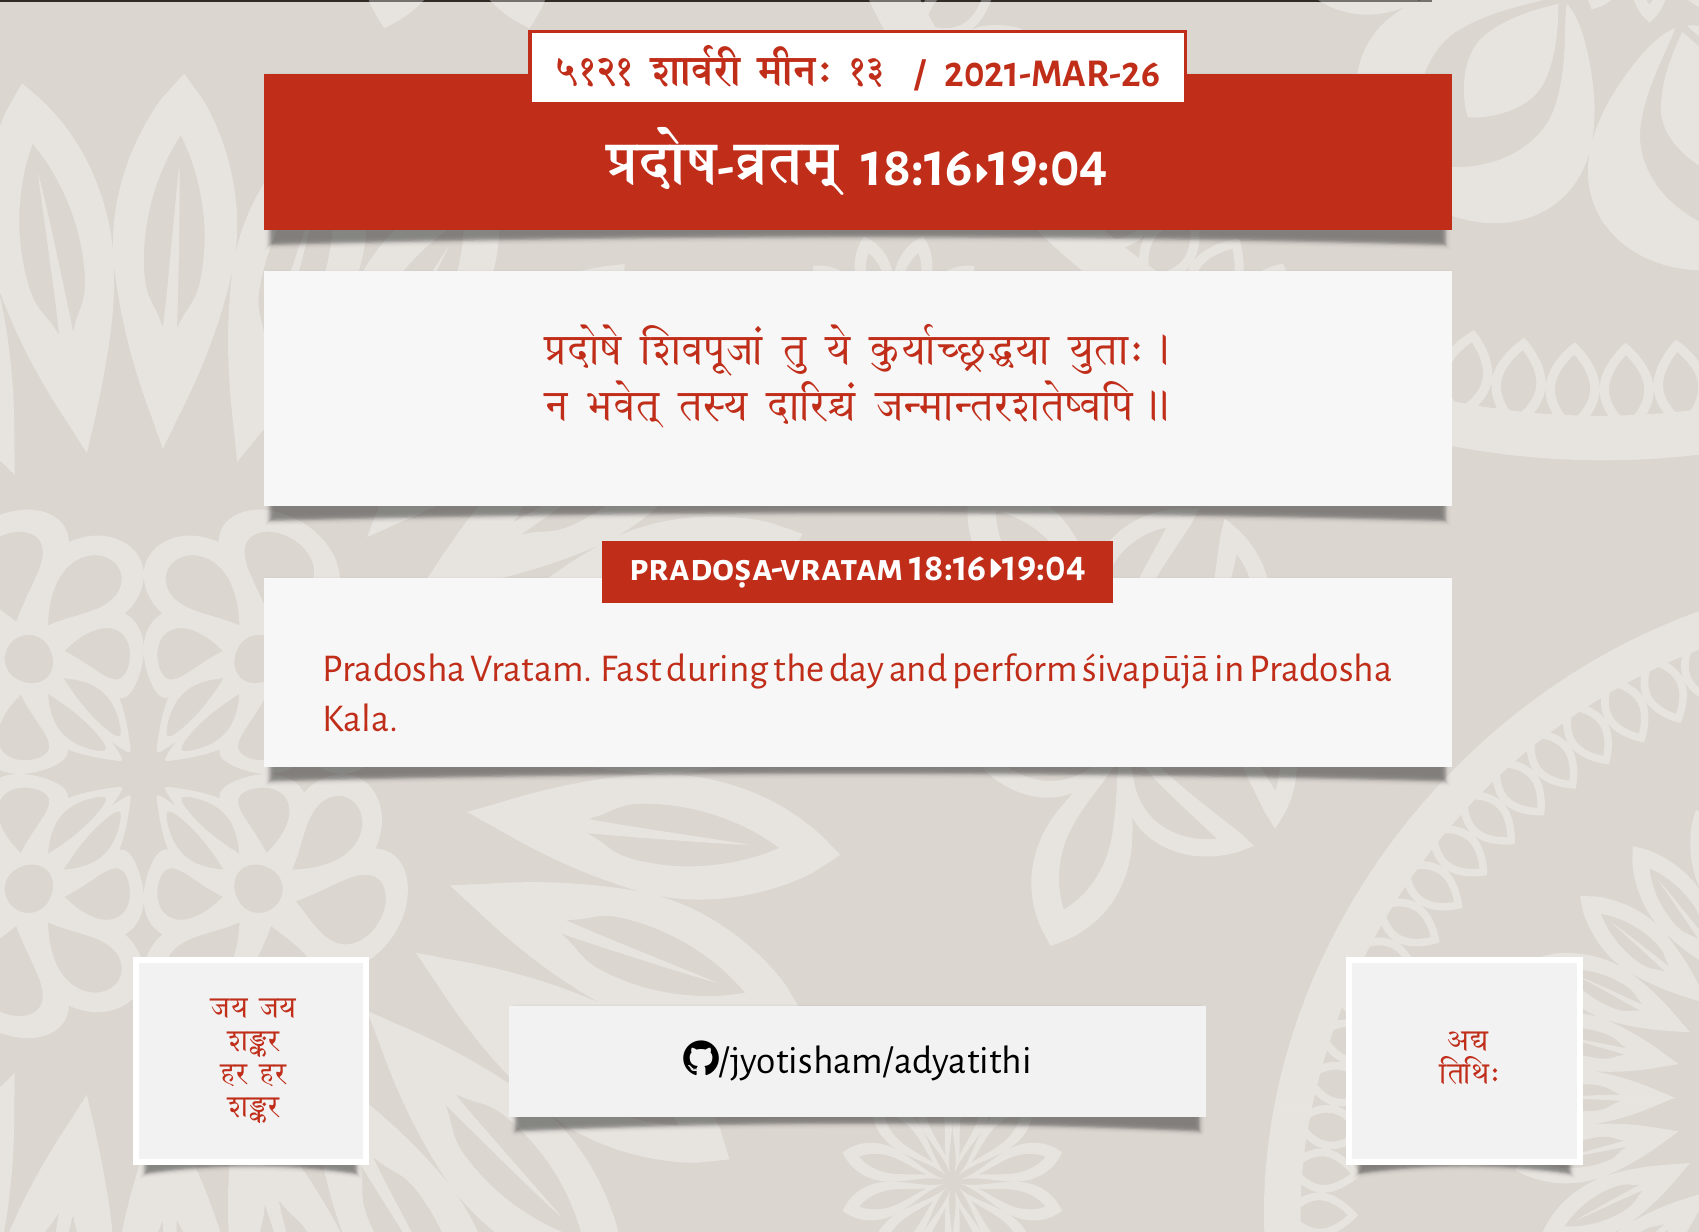 ५१२१ शार्वरी मीनः १३ / 2021-MAR-26
प्रदोष-व्रतम् 18:16▸19:04
प्रदोषे शिवपूजां तु ये कुर्याच्छ्रद्धया युताः ।
न भवेत् तस्य दारिद्र्यं जन्मान्तरशतेष्वपि ॥
PRADOṢA-VRATAM 18:16▸19:04
Pradosha Vratam. Fast during the day and perform śivapūjā in Pradosha
Kala.
जय जय
शङ्कर
हर हर
शङ्कर
/jyotisham/adyatithi
अद्य
तिथिः